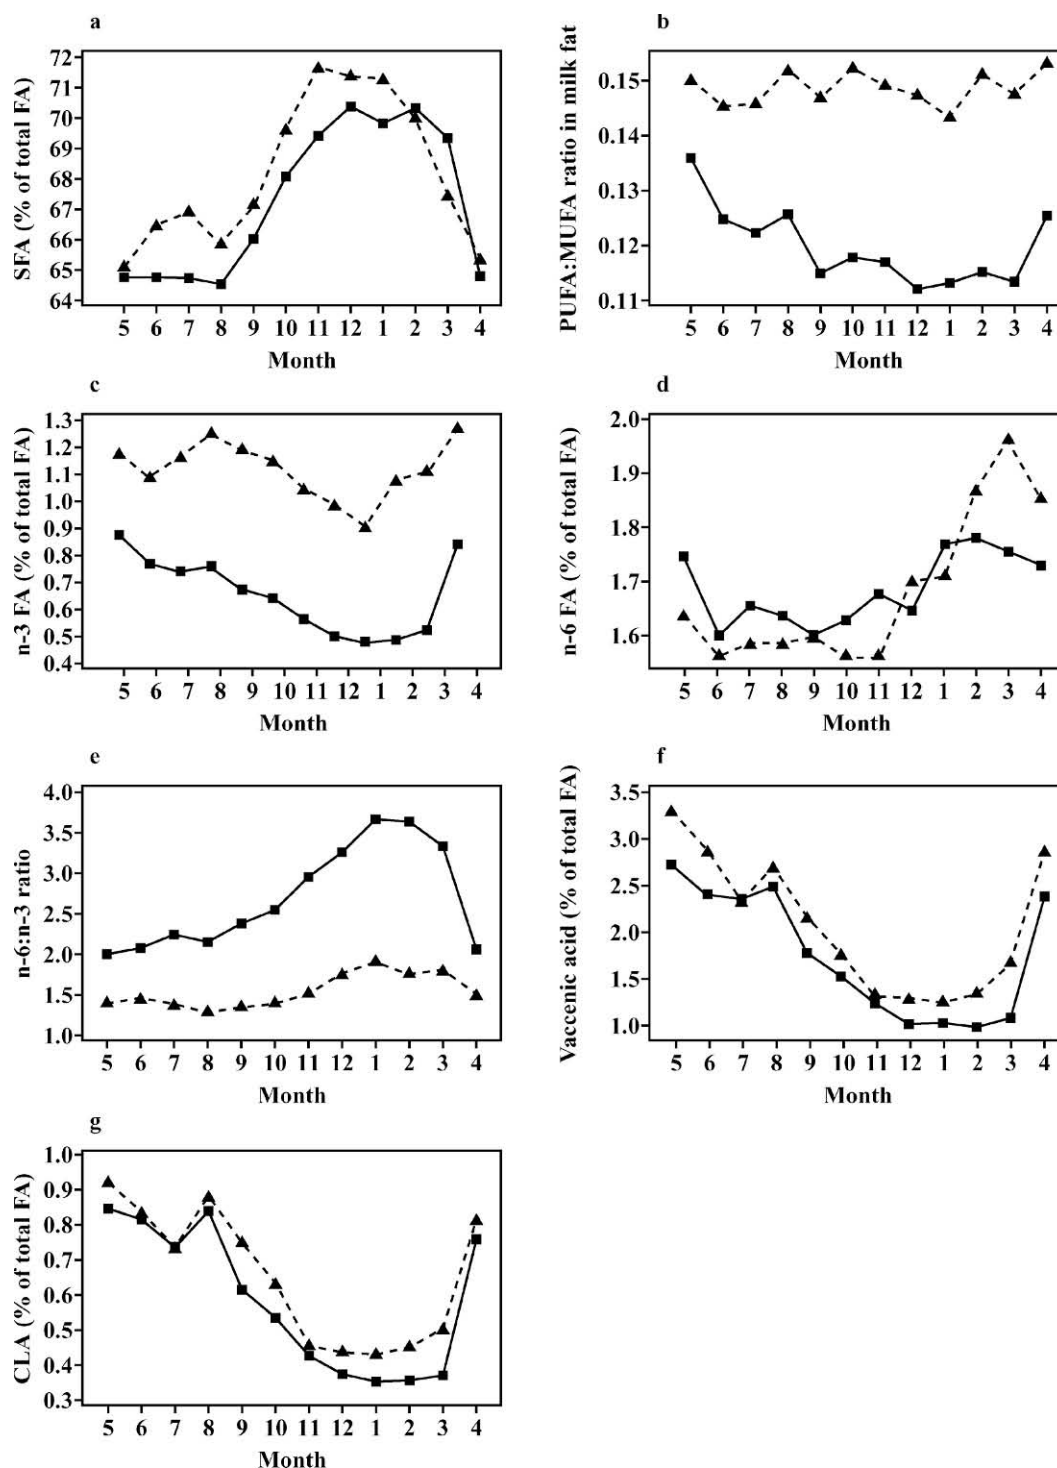 a
SFA (% of total FA)
72
71
70
69
68
67
66
65
64
5 6 7 8 9 10 11 12 1 2 3 4
Month
b
PUFA:MUFA ratio in milk fat
0.15
0.14
0.13
0.12
0.11
5 6 7 8 9 10 11 12 1 2 3 4
Month
c
n-3 FA (% of total FA)
1.3
1.2
1.1
1.0
0.9
0.8
0.7
0.6
0.5
0.4
5 6 7 8 9 10 11 12 1 2 3 4
Month
d
n-6 FA (% of total FA)
2.0
1.9
1.8
1.7
1.6
5 6 7 8 9 10 11 12 1 2 3 4
Month
e
n-6:n-3 ratio
4.0
3.5
3.0
2.5
2.0
1.5
1.0
5 6 7 8 9 10 11 12 1 2 3 4
Month
f
Vaccenic acid (% of total FA)
3.5
3.0
2.5
2.0
1.5
1.0
5 6 7 8 9 10 11 12 1 2 3 4
Month
g
CLA (% of total FA)
1.0
0.9
0.8
0.7
0.6
0.5
0.4
0.3
5 6 7 8 9 10 11 12 1 2 3 4
Month